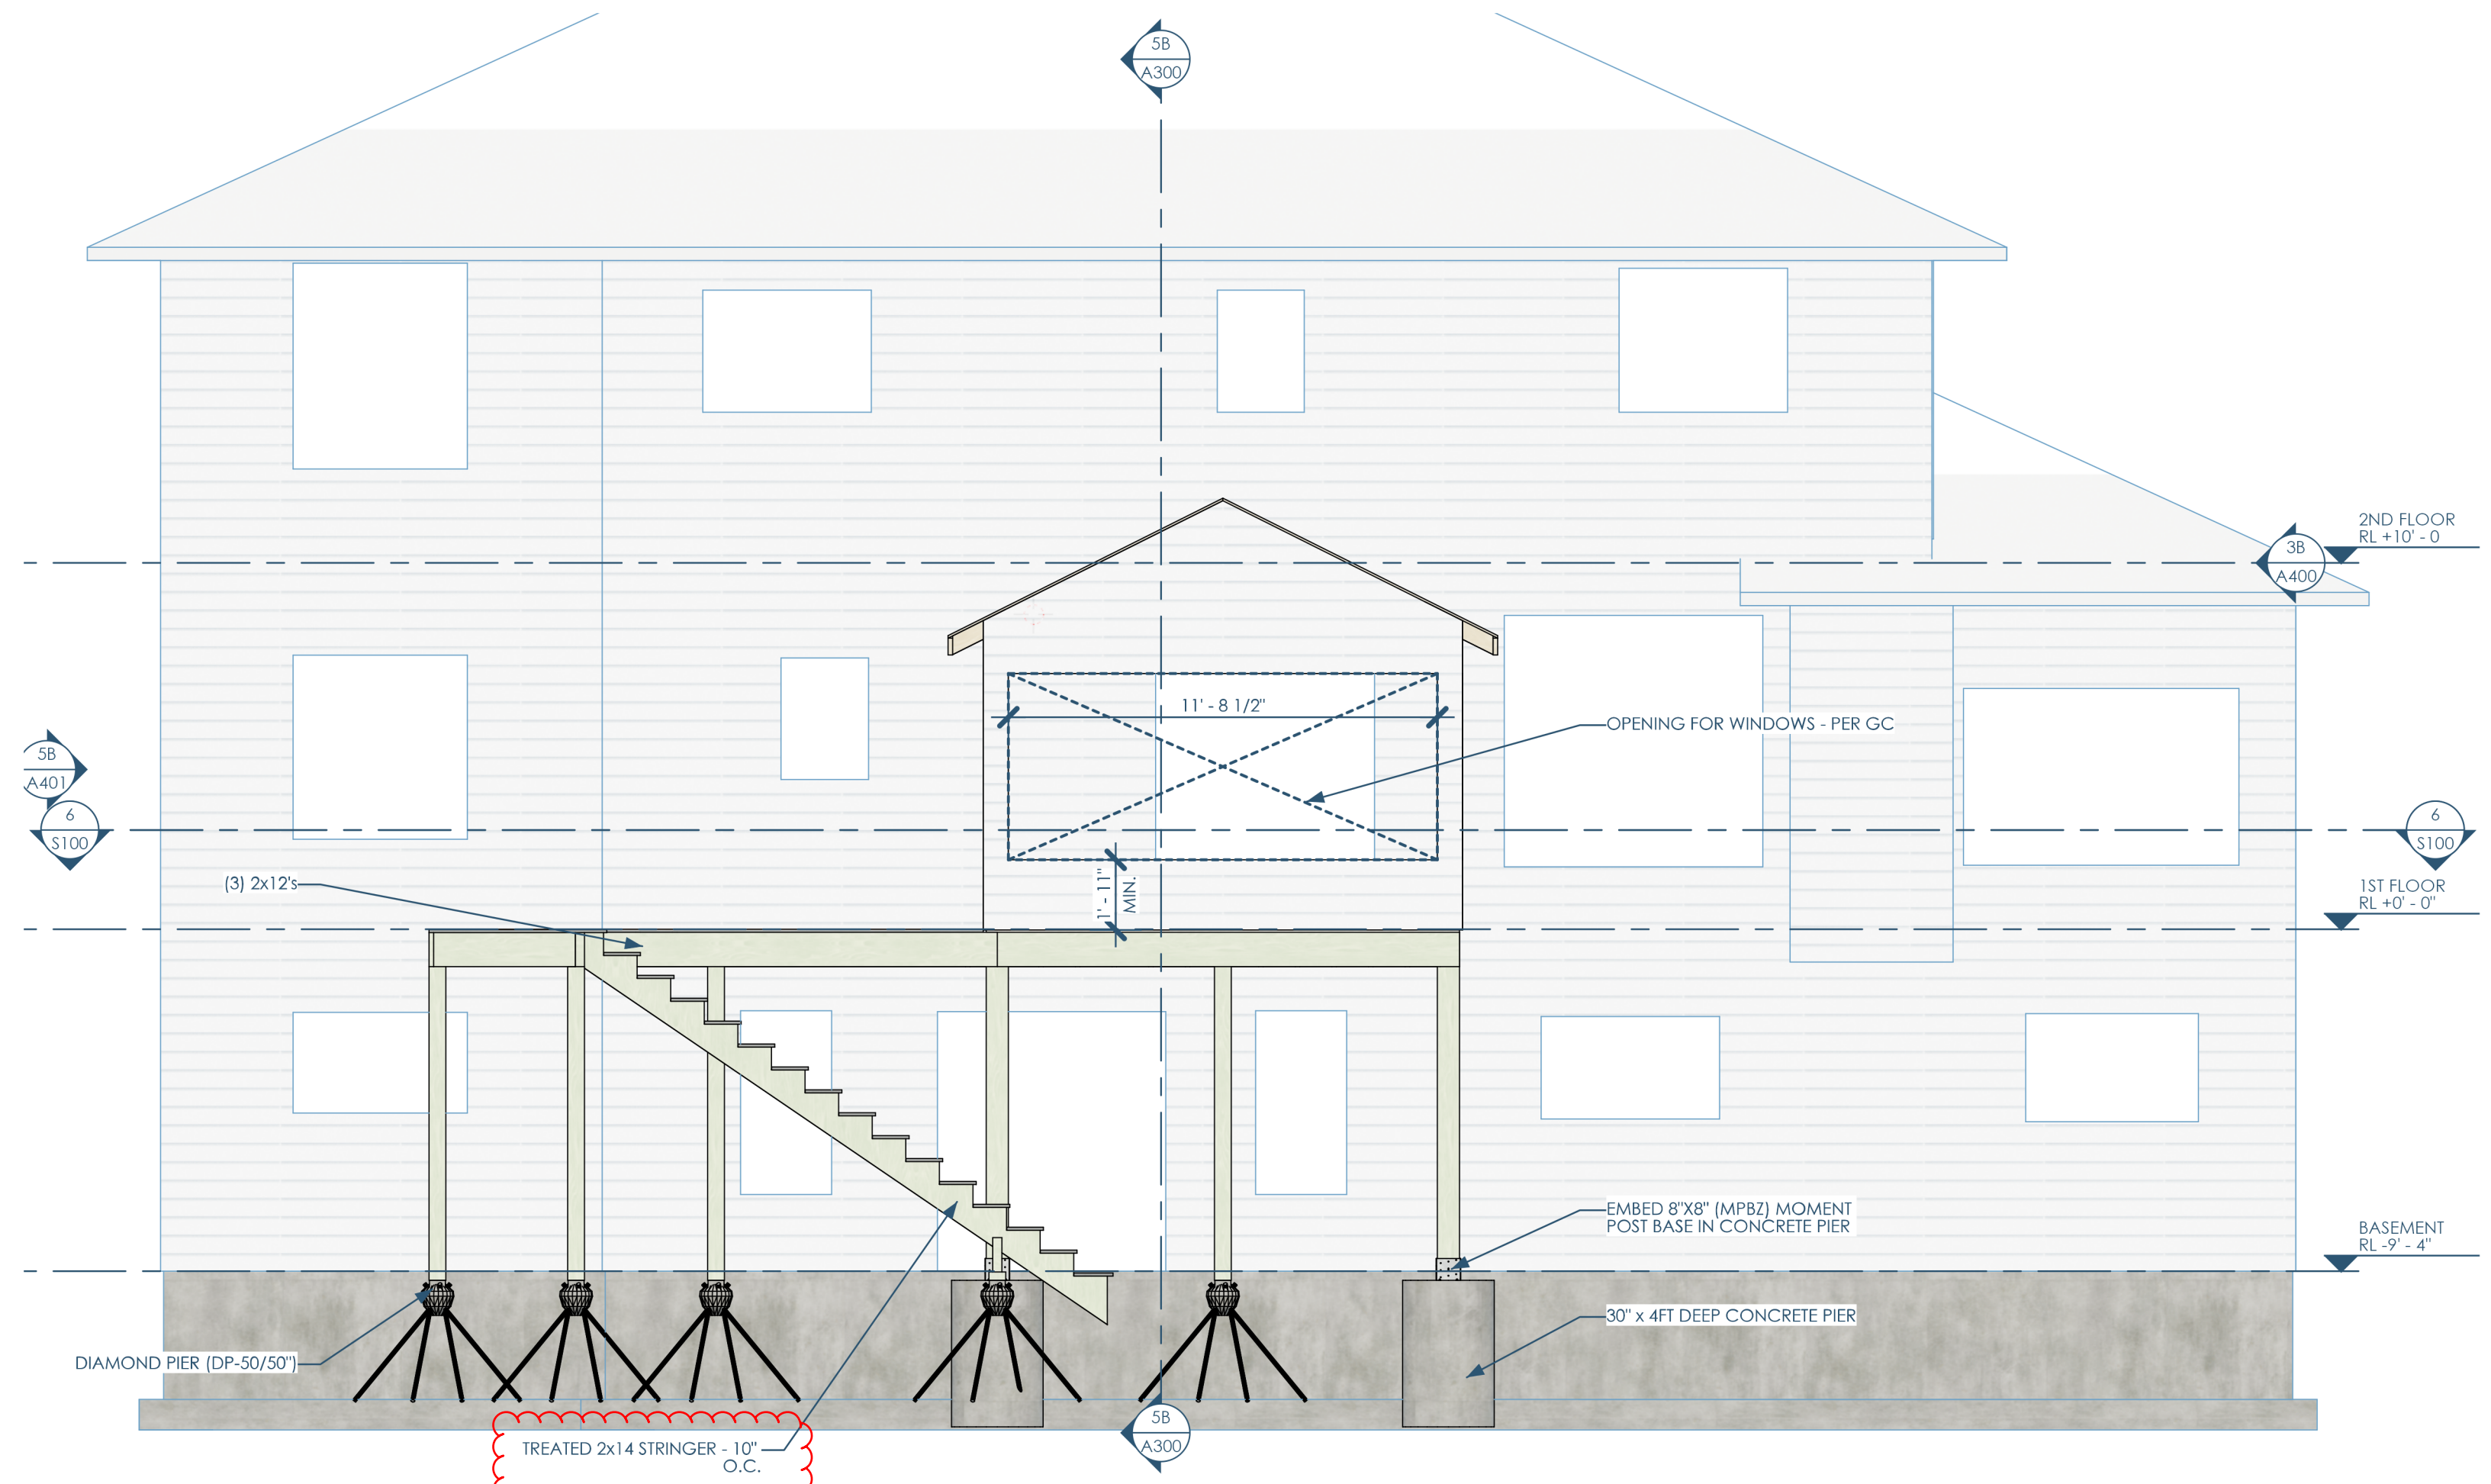 5B
A300
2ND FLOOR
RL +10' - 0
3B
A400
11' - 8 1/2"
OPENING FOR WINDOWS - PER GC
5B
A401
6
S100
6
S100
(3) 2x12's
1' - 11"
MIN.
1ST FLOOR
RL +0' - 0"
EMBED 8"X8" (MPBZ) MOMENT
POST BASE IN CONCRETE PIER
BASEMENT
RL -9' - 4"
30" x 4FT DEEP CONCRETE PIER
DIAMOND PIER (DP-50/50")
5B
A300
TREATED 2x14 STRINGER - 10"
O.C.